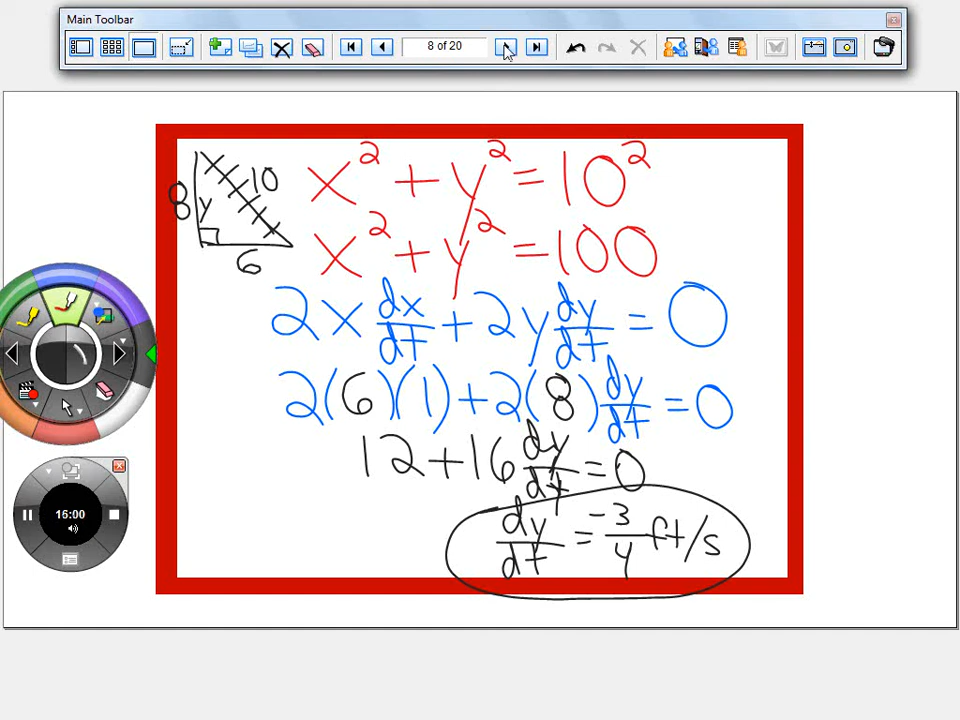 Main Toolbar
8 of 20
8 y 10
6
x² + y² = 10²
x² + y² = 100
2x dx/dt + 2y dy/dt = 0
2(6)(1) + 2(8) dy/dt = 0
12 + 16 dy/dt = 0
dy/dt = -3/4 ft/s
16:00